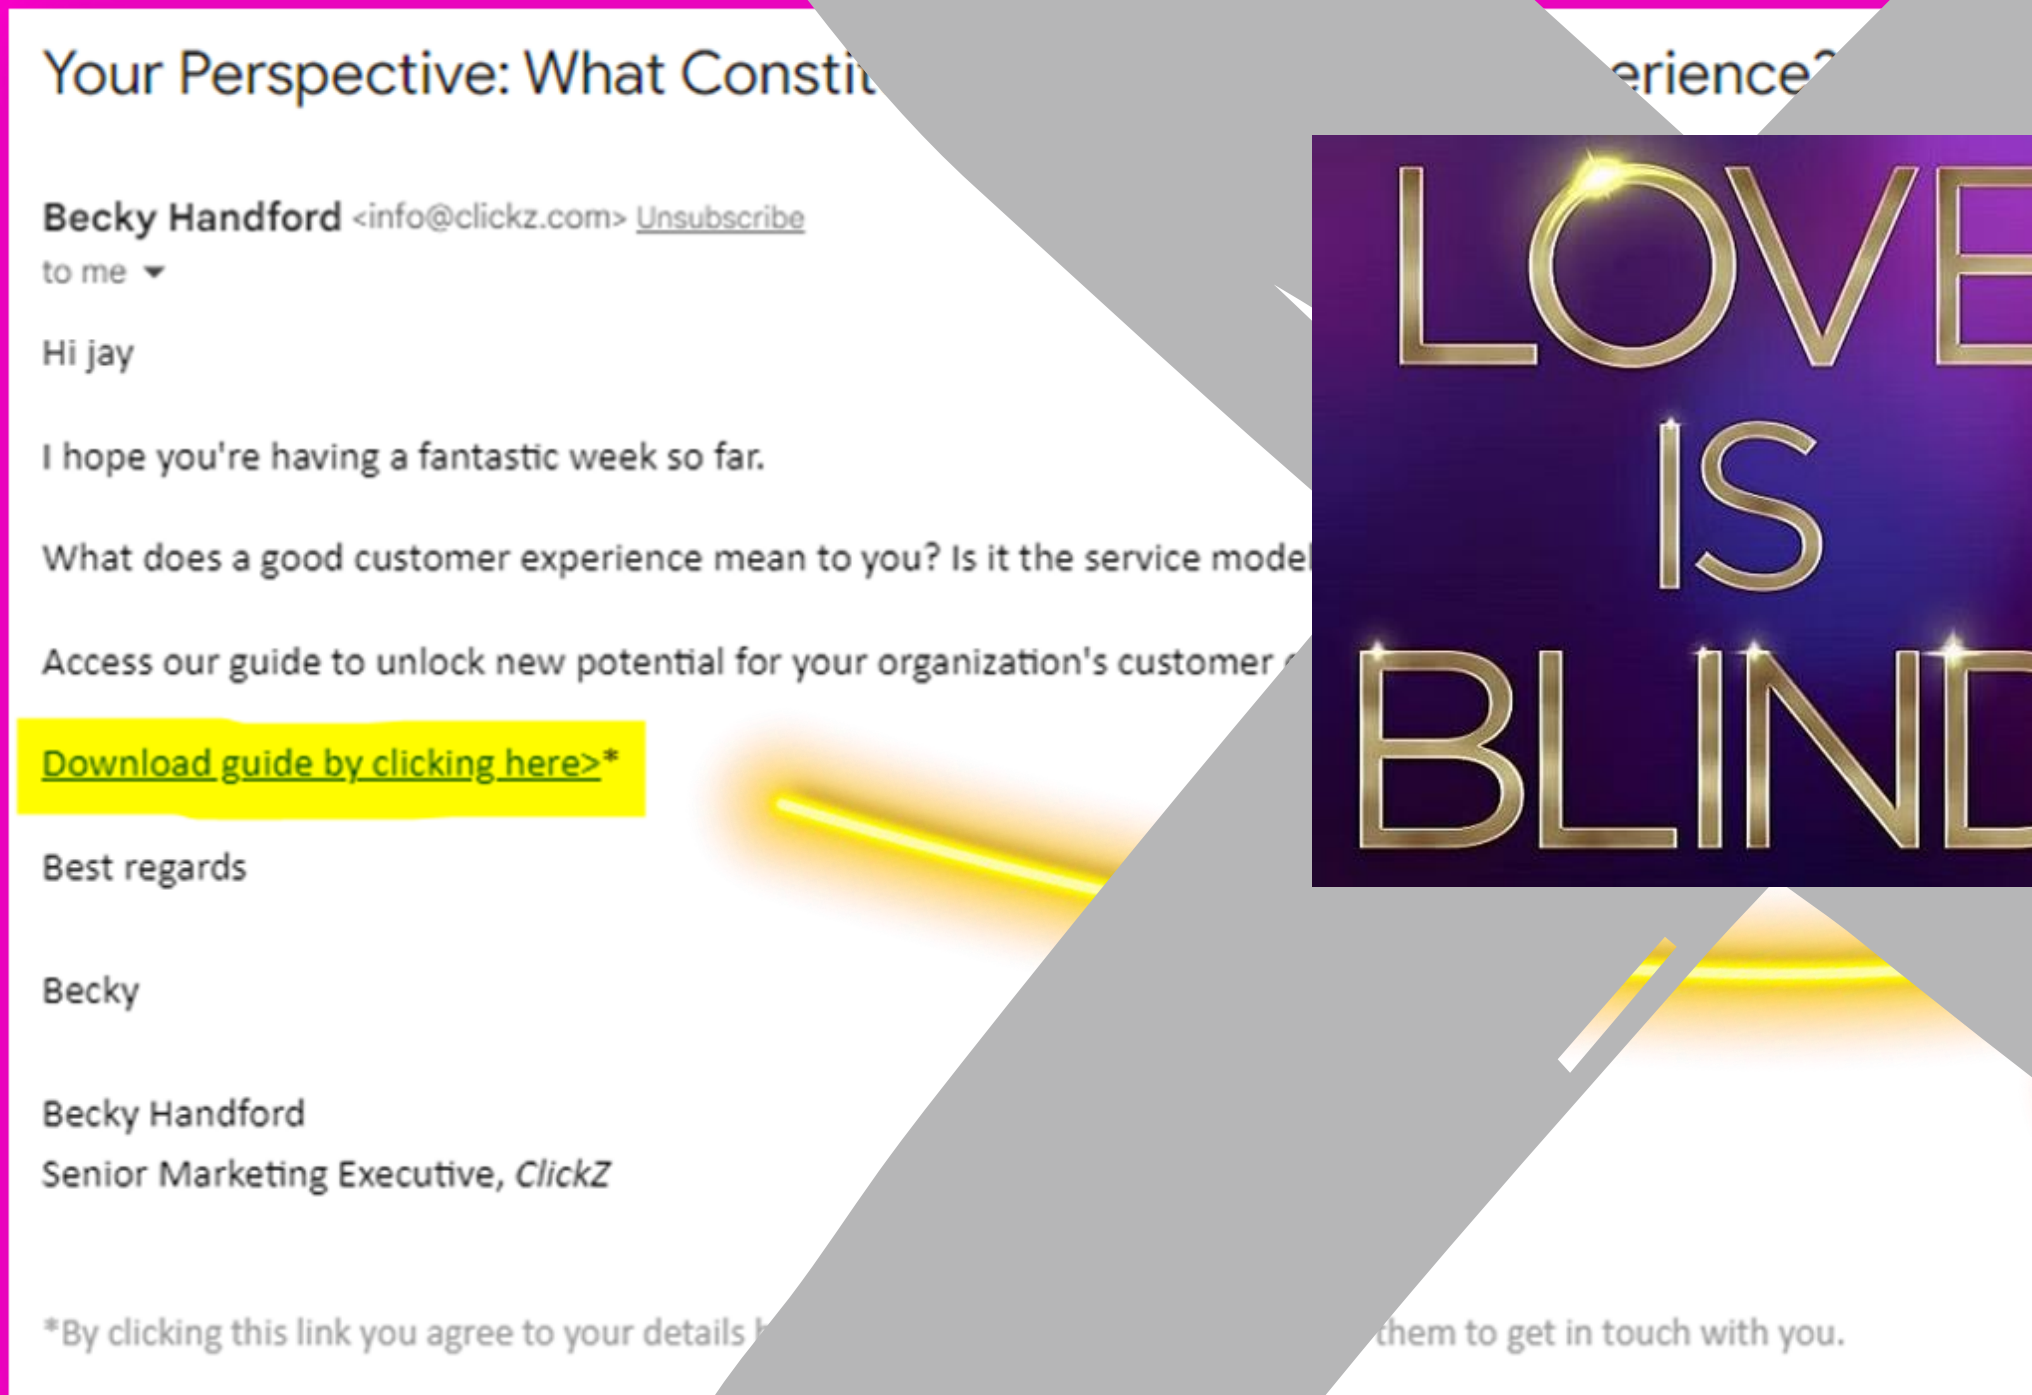 Your Perspective: What
Becky Handford <info@clickz.com> Unsubscribe
to me
Hi jay
I hope you're having a fantastic week so far.
What does a good customer experience mean to you? Is it the service model
Access our guide to unlock new potential for your organization's customer
Download guide by clicking here>*
Best regards
Becky
Becky Handford
Senior Marketing Executive, ClickZ
*By clicking this link you agree to your details
them to get in touch with you.
LOVE
IS
BLIND